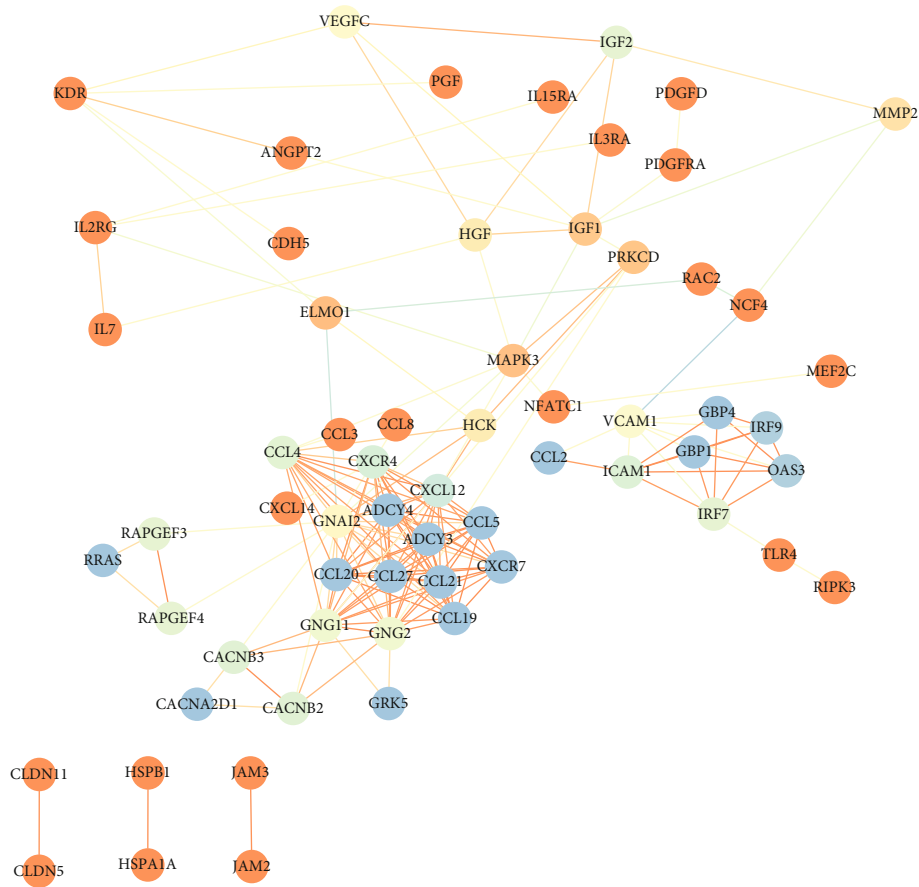 VEGFC
IGF2
KDR
PGF
IL15RA
PDGFD
MMP2
ANGPT2
IL3RA
PDGFRA
IL2RG
CDH5
HGF
IGF1
PRKCD
RAC2
NCF4
IL7
ELMO1
MAPK3
MEF2C
NFATC1
CCL3
CCL8
HCK
VCAM1
GBP4
IRF9
CCL4
CXCR4
CCL2
GBP1
ICAM1
OAS3
CXCL12
CXCL14
GNAI2
ADCY4
CCL5
IRF7
RAPGEF3
ADCY3
TLR4
RRAS
CCL20
CCL27
CCL21
CXCR7
RIPK3
RAPGEF4
GNG11
GNG2
CCL19
CACNB3
CACNA2D1
CACNB2
GRK5
CLDN11
HSPB1
JAM3
CLDN5
HSPA1A
JAM2